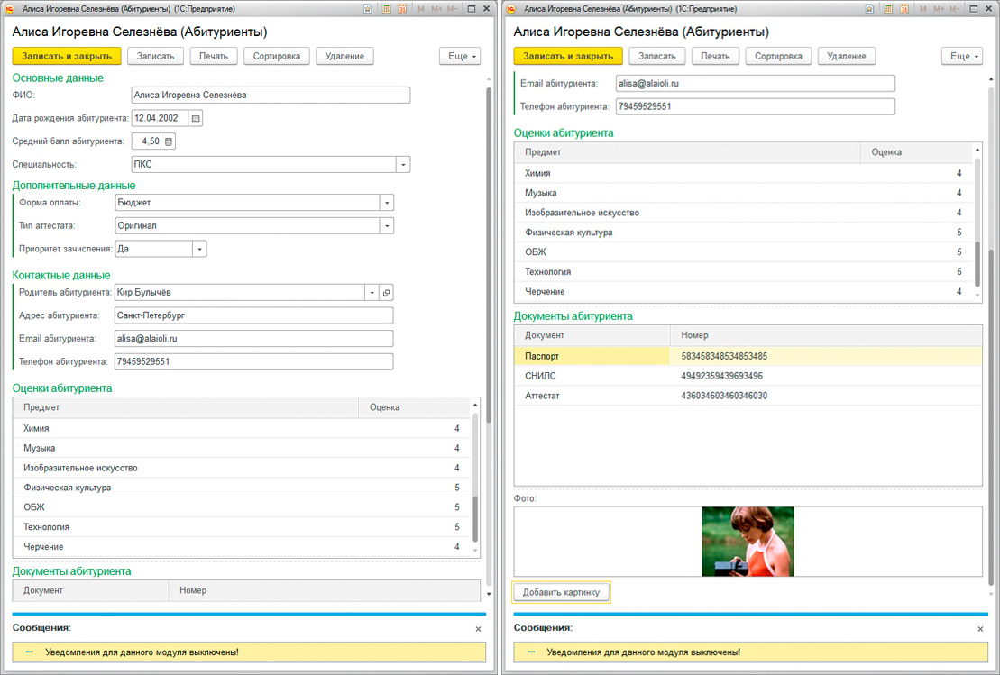 Алиса Игоревна Селезнёва (Абитуриенты) (1С:Предприятие) M M+ M-
Алиса Игоревна Селезнёва (Абитуриенты)
Записать и закрыть Записать Печать Сортировка Удаление Еще
Основные данные
ФИО: Алиса Игоревна Селезнёва
Дата рождения абитуриента: 12.04.2002
Средний балл абитуриента: 4,50
Специальность: ПКС
Дополнительные данные
Форма оплаты: Бюджет
Тип аттестата: Оригинал
Приоритет зачисления: Да
Контактные данные
Родитель абитуриента: Кир Булычёв
Адрес абитуриента: Санкт-Петербург
Email абитуриента: alisa@alaioli.ru
Телефон абитуриента: 79459529551
Оценки абитуриента
Предмет Оценка
Химия 4
Музыка 4
Изобразительное искусство 4
Физическая культура 5
ОБЖ 5
Технология 5
Черчение 4
Документы абитуриента
Документ Номер
Сообщения:
Уведомления для данного модуля выключены!
Алиса Игоревна Селезнёва (Абитуриенты) (1С:Предприятие) M M+ M-
Алиса Игоревна Селезнёва (Абитуриенты)
Записать и закрыть Записать Печать Сортировка Удаление Еще
Email абитуриента: alisa@alaioli.ru
Телефон абитуриента: 79459529551
Оценки абитуриента
Предмет Оценка
Химия 4
Музыка 4
Изобразительное искусство 4
Физическая культура 5
ОБЖ 5
Технология 5
Черчение 4
Документы абитуриента
Документ Номер
Паспорт 583458348534853485
СНИЛС 49492359439693496
Аттестат 436034603460346030
Фото:
Добавить картинку
Сообщения:
Уведомления для данного модуля выключены!